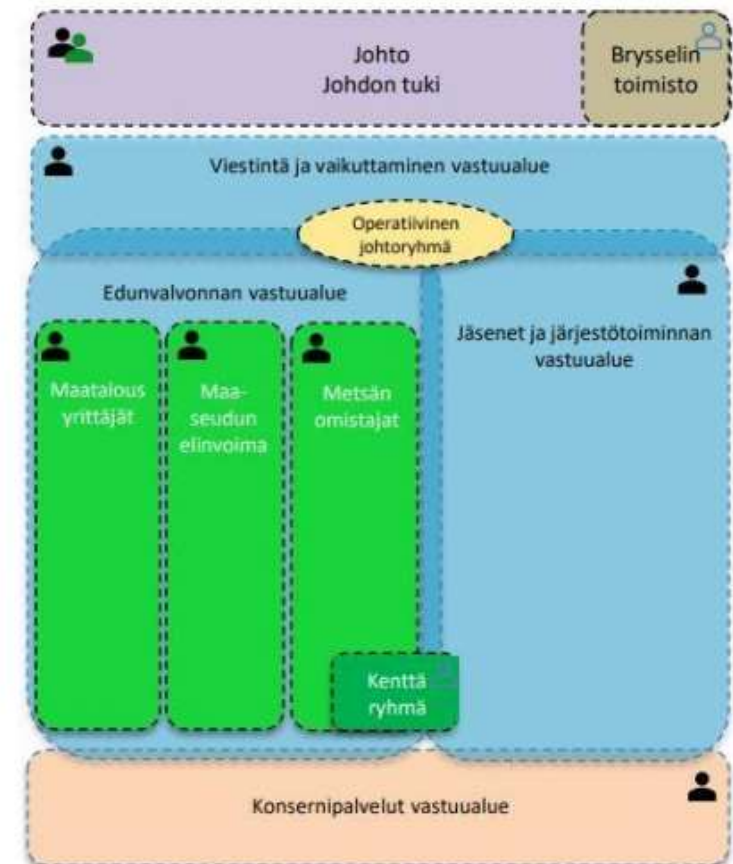 Johto
Johdon tuki
Brysselin
toimisto
Viestintä ja vaikuttaminen vastuualue
Operatiivinen
johtoryhmä
Edunvalvonnan vastuualue
Maatalous
yrittäjät
Maa-
seudun
elinvoima
Metsän
omistajat
Jäsenet ja järjestötoiminnan
vastuualue
Kenttä
ryhmä
Konsernipalvelut vastuualue